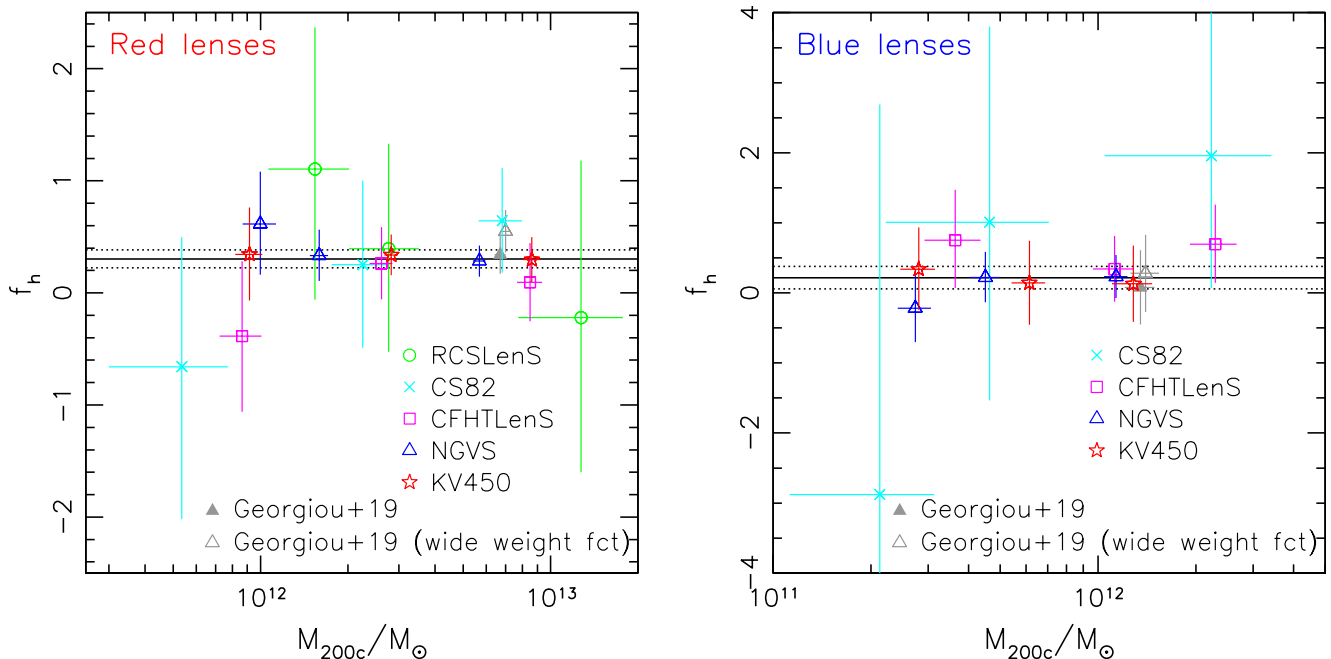 Red lenses
f_h
2
1
0
−1
−2
RCSLenS
CS82
CFHTLenS
NGVS
KV450
Georgiou+19
Georgiou+19 (wide weight fct)
10^12
10^13
M_200c/M_⊙
Blue lenses
f_h
4
2
0
−2
−4
CS82
CFHTLenS
NGVS
KV450
Georgiou+19
Georgiou+19 (wide weight fct)
10^11
10^12
M_200c/M_⊙